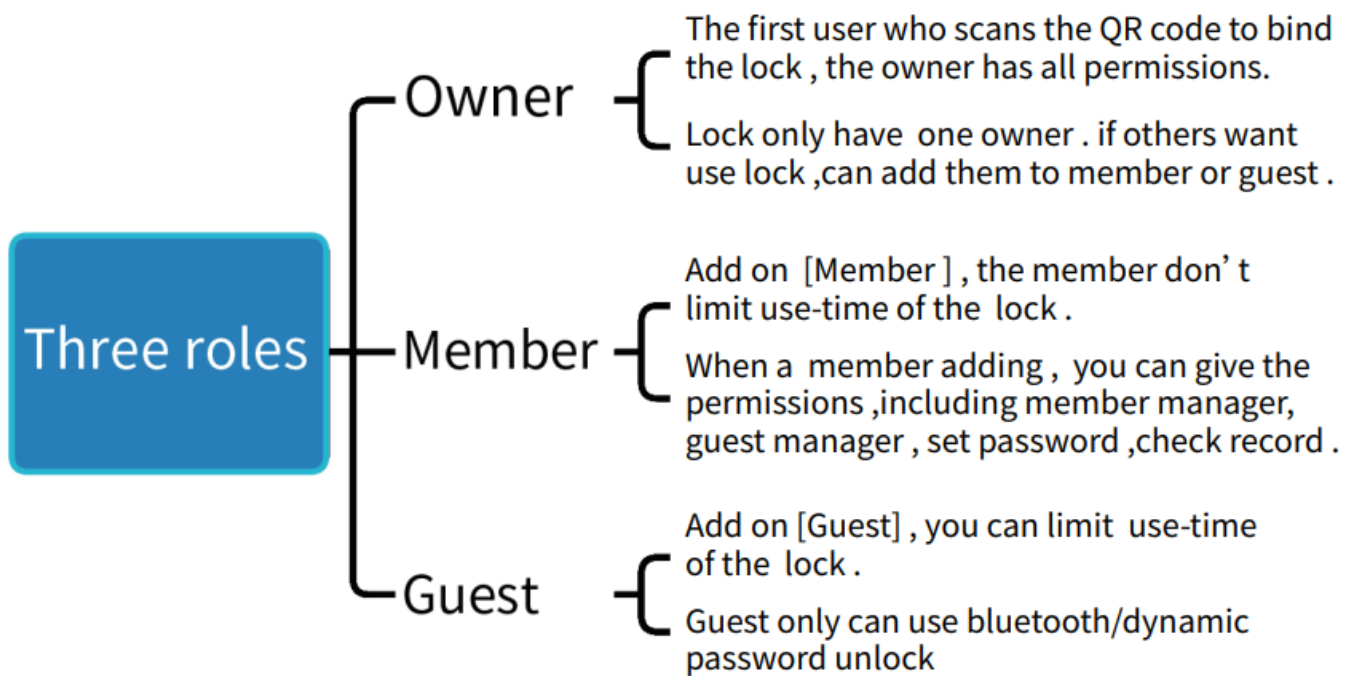 Three roles
Owner
The first user who scans the QR code to bind
the lock , the owner has all permissions.
Lock only have one owner . if others want
use lock ,can add them to member or guest .
Member
Add on [Member ] , the member don’ t
limit use-time of the lock .
When a member adding , you can give the
permissions ,including member manager,
guest manager , set password ,check record .
Guest
Add on [Guest] , you can limit use-time
of the lock .
Guest only can use bluetooth/dynamic
password unlock